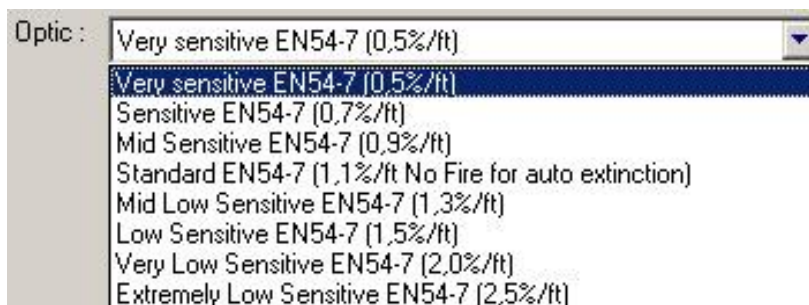 Optic : Very sensitive EN54-7 (0,5%/ft)
Very sensitive EN54-7 (0,5%/ft)
Sensitive EN54-7 (0,7%/ft)
Mid Sensitive EN54-7 (0,9%/ft)
Standard EN54-7 (1,1%/ft No Fire for auto extinction)
Mid Low Sensitive EN54-7 (1,3%/ft)
Low Sensitive EN54-7 (1,5%/ft)
Very Low Sensitive EN54-7 (2,0%/ft)
Extremely Low Sensitive EN54-7 (2,5%/ft)